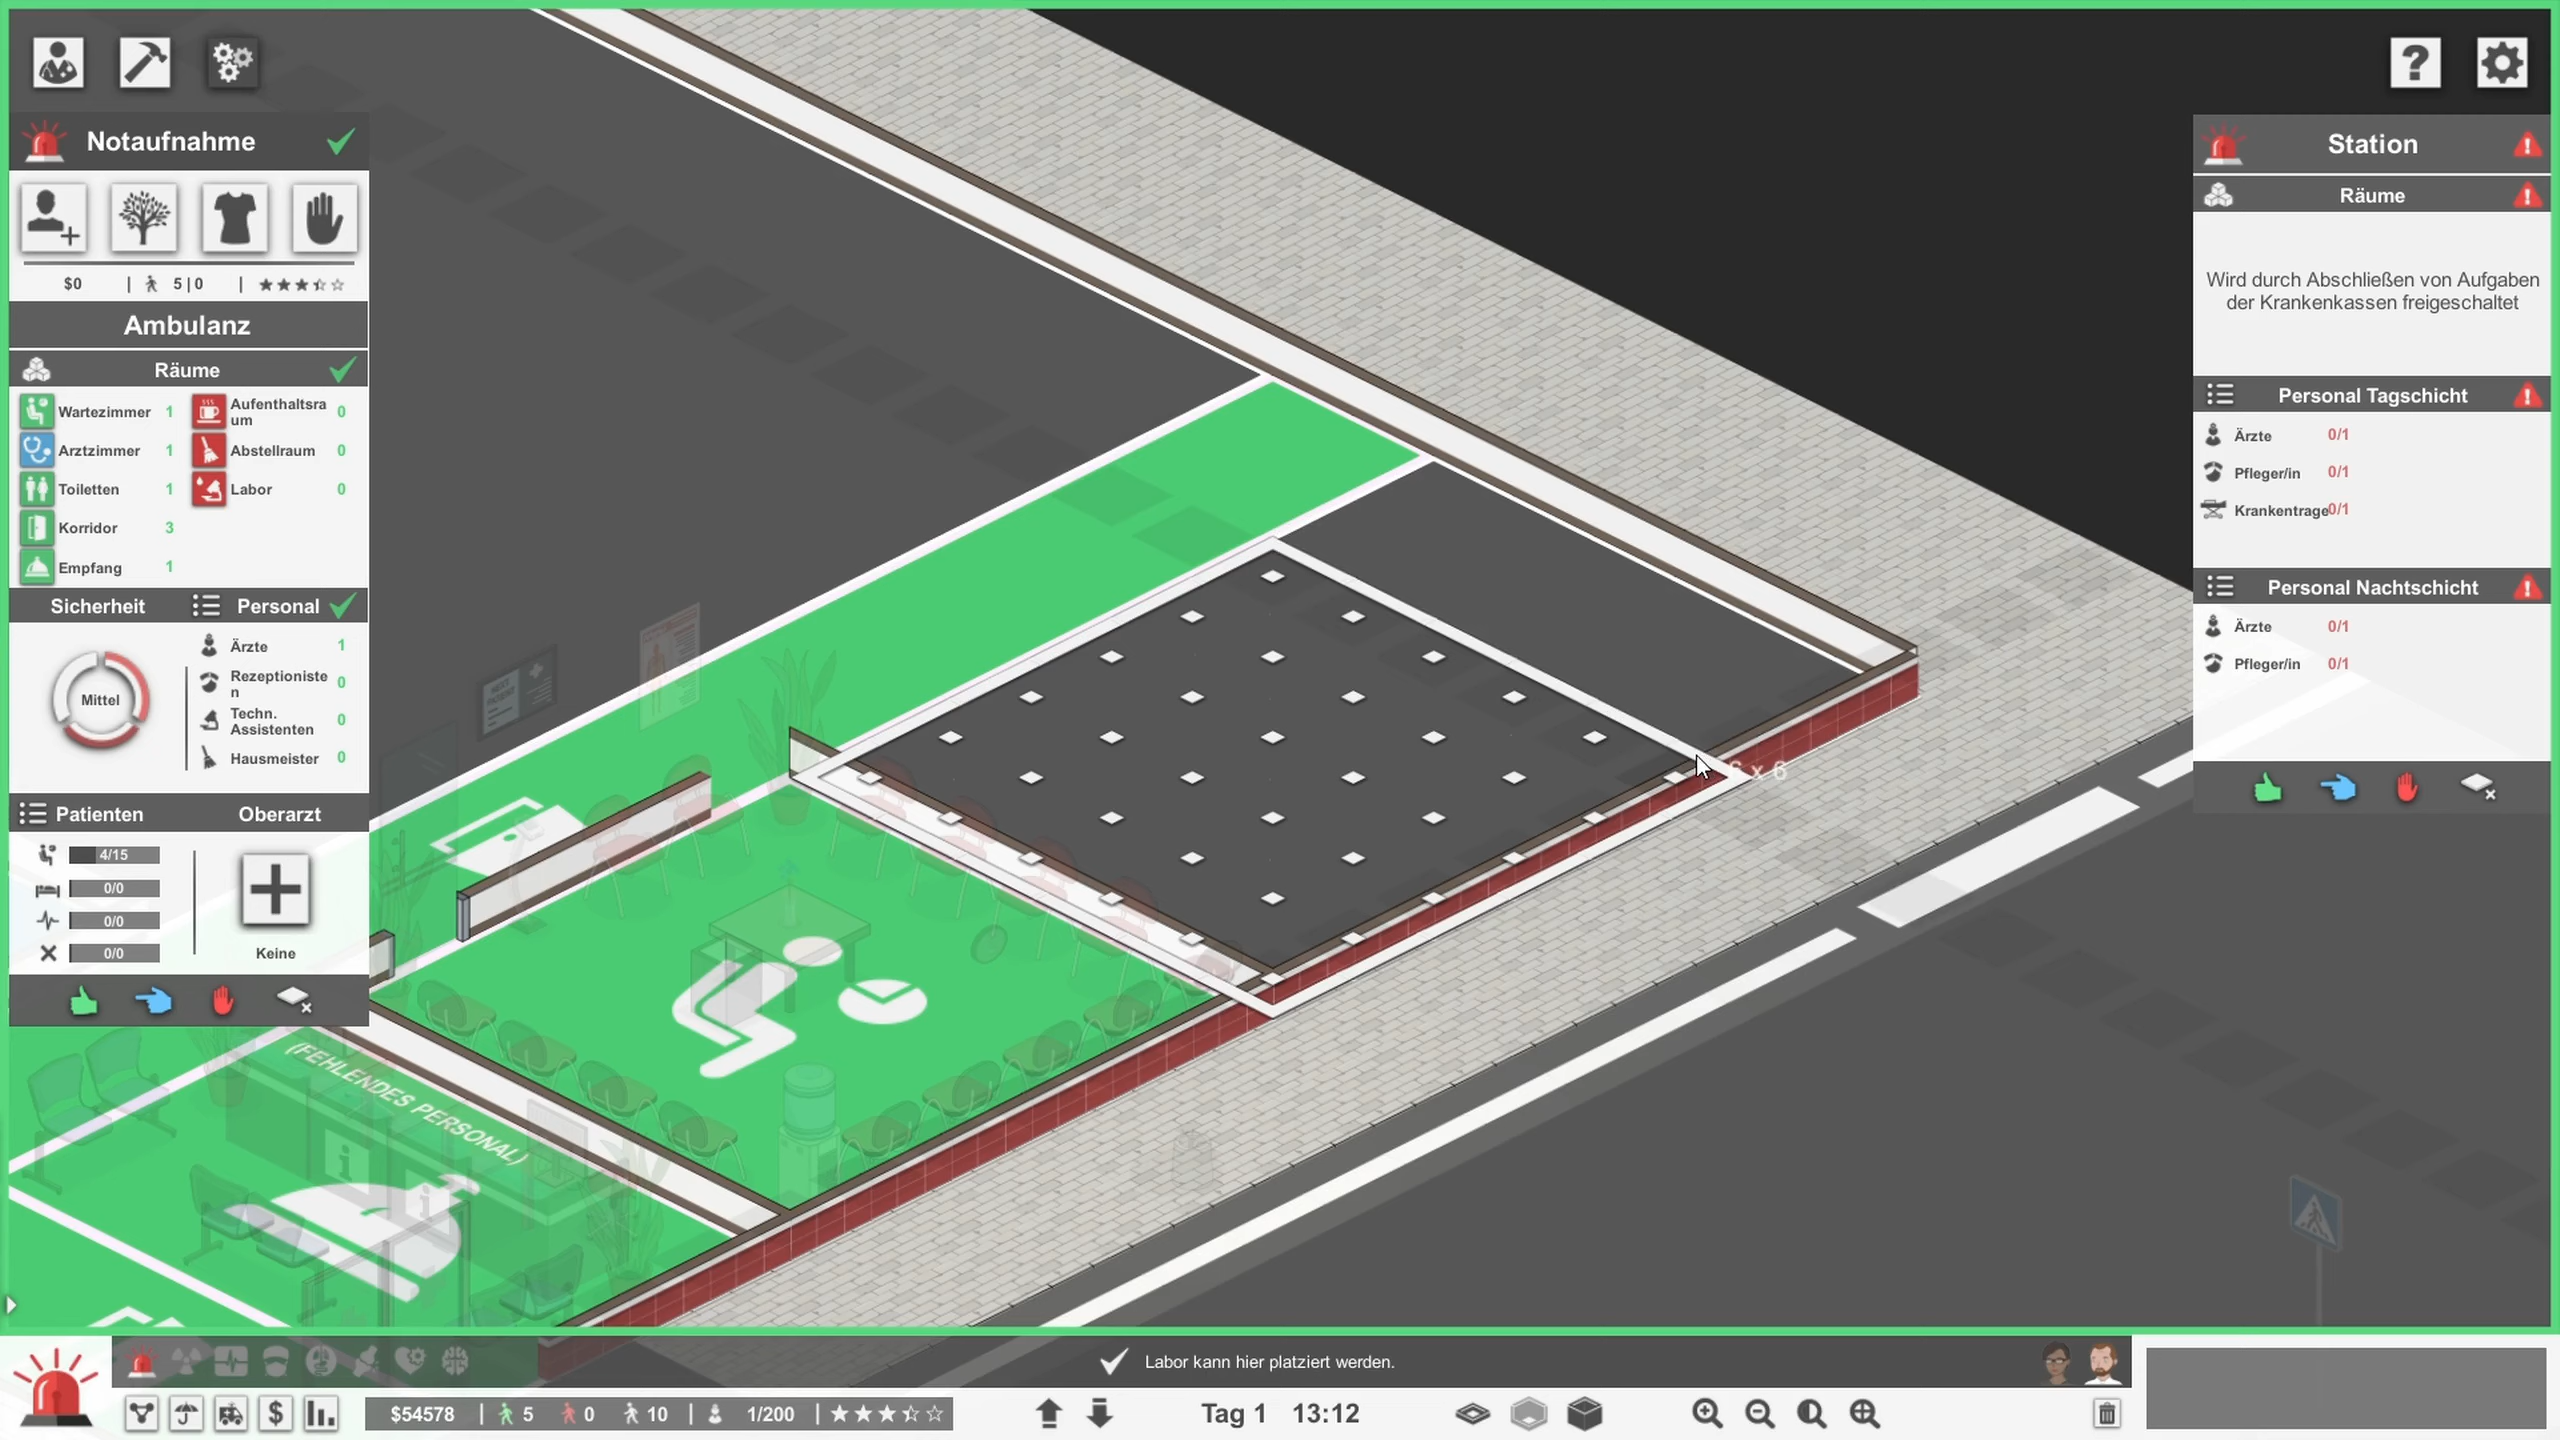 Notaufnahme
$0 | 5|0 |
Ambulanz
Räume
Wartezimmer 1
Aufenthaltsra
um 0
Arztzimmer 1
Abstellraum 0
Toiletten 1
Labor 0
Korridor 3
Empfang 1
Sicherheit
Personal
Mittel
Ärzte 1
Rezeptioniste
n 0
Techn.
Assistenten 0
Hausmeister 0
Patienten
Oberarzt
4/15
0/0
0/0
0/0
Keine
(FEHLENDES PERSONAL)
6 x 6
Station
Räume
Wird durch Abschließen von Aufgaben
der Krankenkassen freigeschaltet
Personal Tagschicht
Ärzte 0/1
Pfleger/in 0/1
Krankentrage 0/1
Personal Nachtschicht
Ärzte 0/1
Pfleger/in 0/1
Labor kann hier platziert werden.
$54578 | 5 0 10 | 1/200 |
Tag 1 13:12